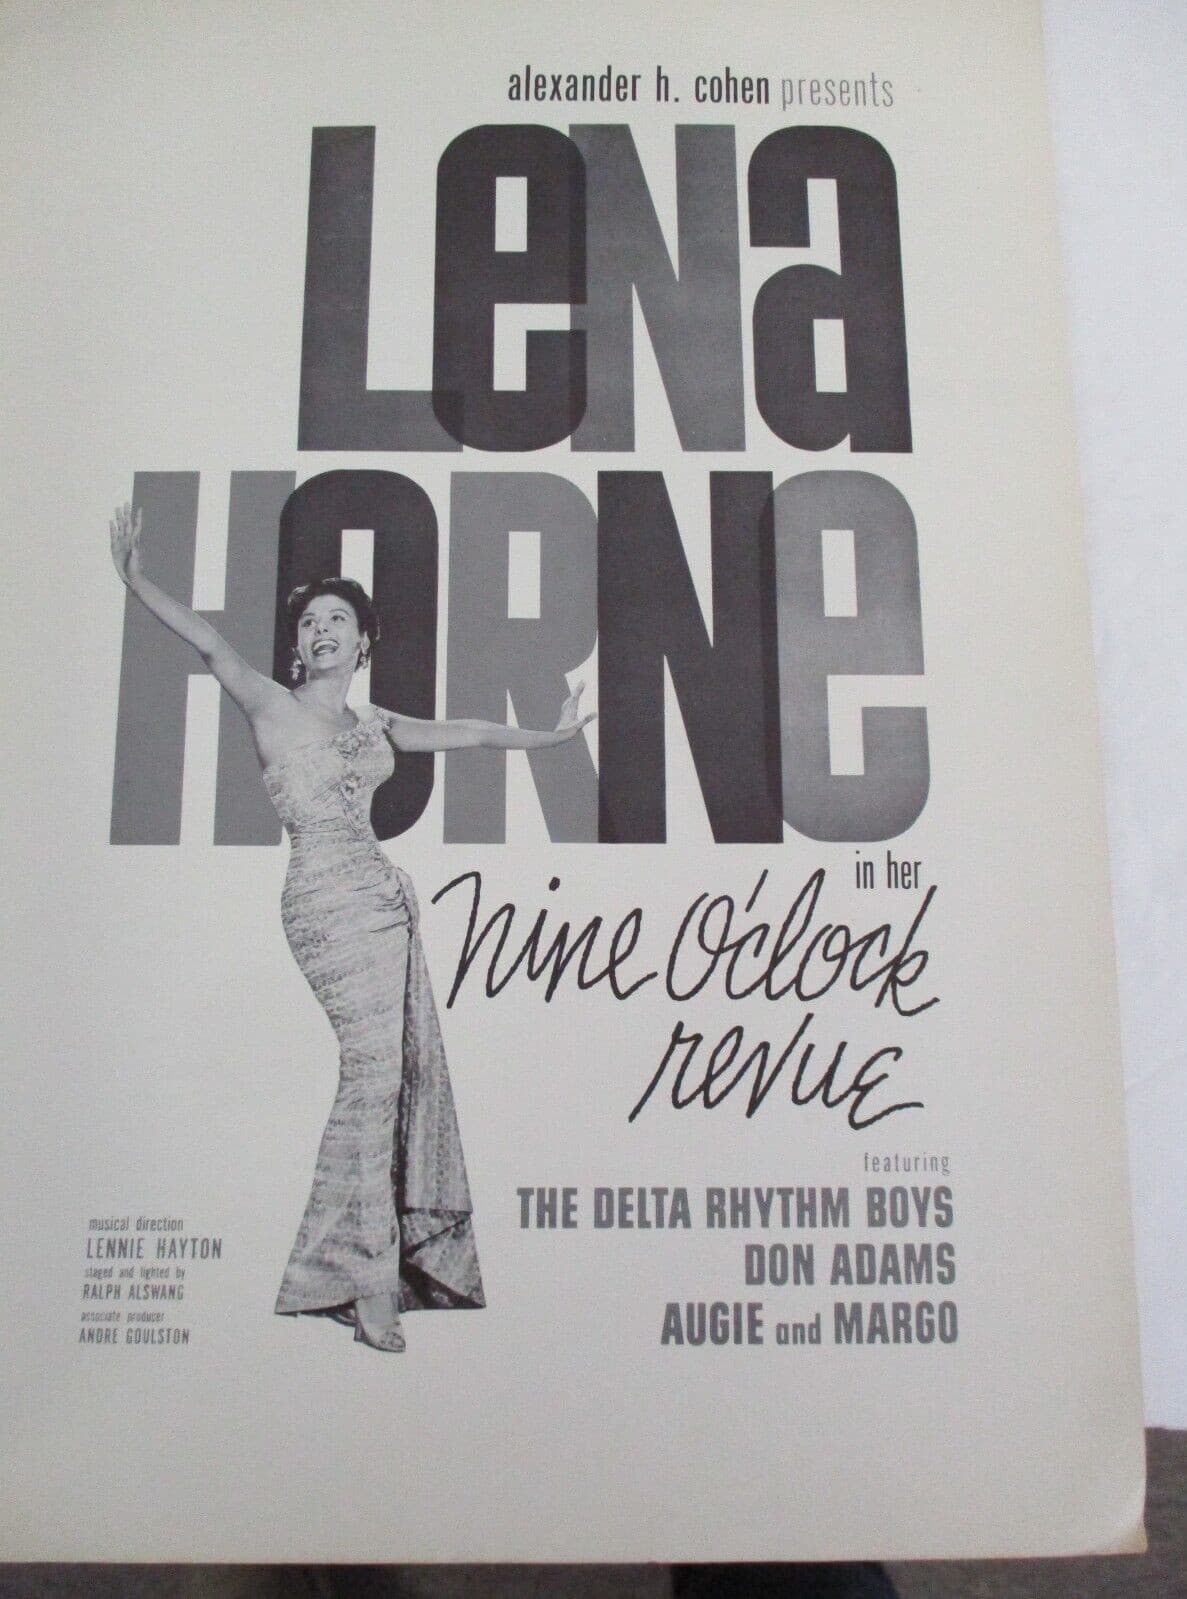 alexander h. cohen presents
LeNa
HORNe
in her
nine o'clock
revue
featuring
THE DELTA RHYTHM BOYS
DON ADAMS
AUGIE and MARGO
musical direction
LENNIE HAYTON
staged and lighted by
RALPH ALSWANG
associate producer
ANDRE GOULSTON